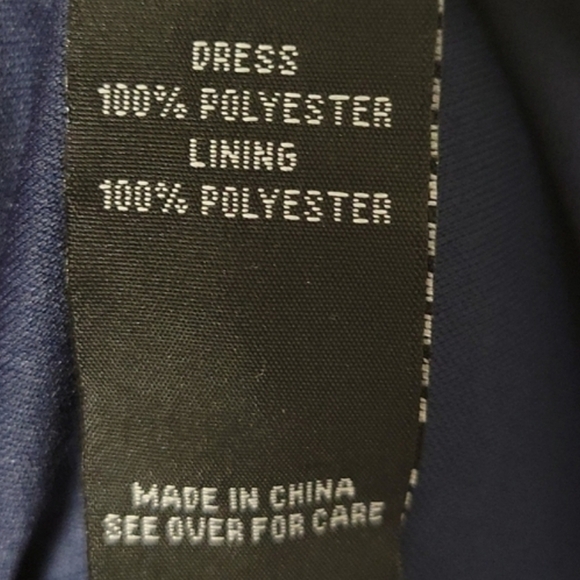 DRESS
100% POLYESTER
LINING
100% POLYESTER
MADE IN CHINA
SEE OVER FOR CARE